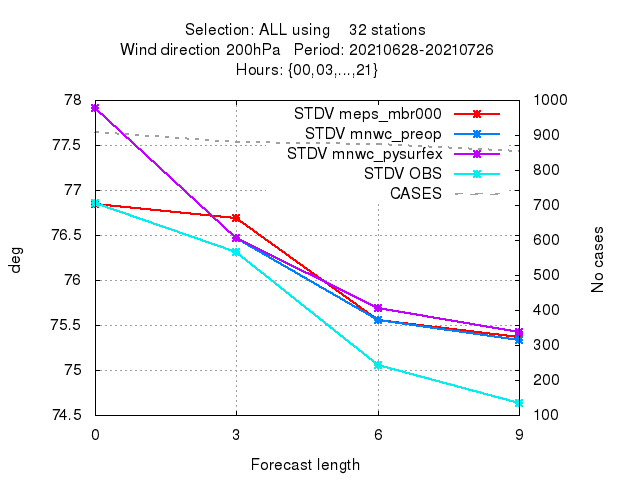 Selection: ALL using 32 stations
Wind direction 200hPa Period: 20210628-20210726
Hours: {00,03,...,21}
STDV meps_mbr000
STDV mnwc_preop
STDV mnwc_pysurfex
STDV OBS
CASES
78
77.5
77
76.5
76
75.5
75
74.5
deg
1000
900
800
700
600
500
400
300
200
100
No cases
0 3 6 9
Forecast length